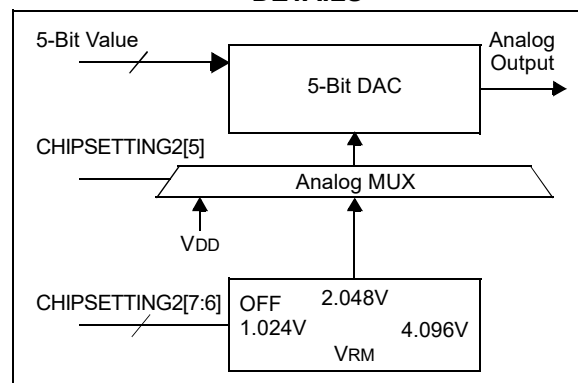 5-Bit Value
Analog
Output
5-Bit DAC
CHIPSETTING2[5]
Analog MUX
VDD
CHIPSETTING2[7:6]
OFF
2.048V
1.024V
4.096V
VRM